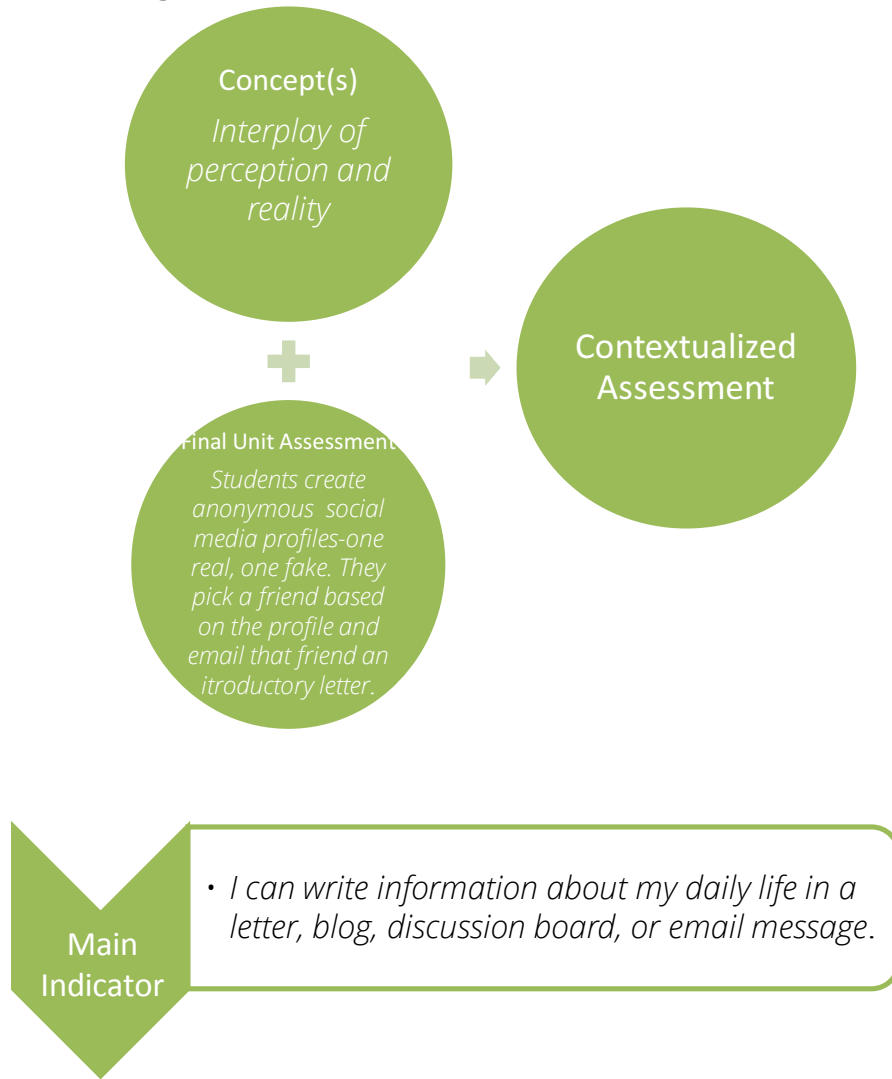 Concept(s)
Interplay of
perception and
reality
Final Unit Assessment
Students create
anonymous social
media profiles-one
real, one fake. They
pick a friend based
on the profile and
email that friend an
itroductory letter.
Contextualized
Assessment
Main
Indicator
• I can write information about my daily life in a
letter, blog, discussion board, or email message.